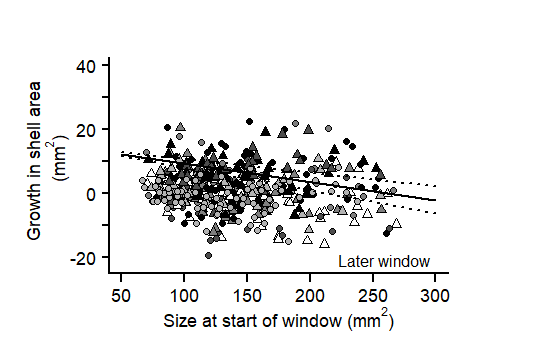 40
20
0
-20
Growth in shell area
(mm²)
Later window
50 100 150 200 250 300
Size at start of window (mm²)